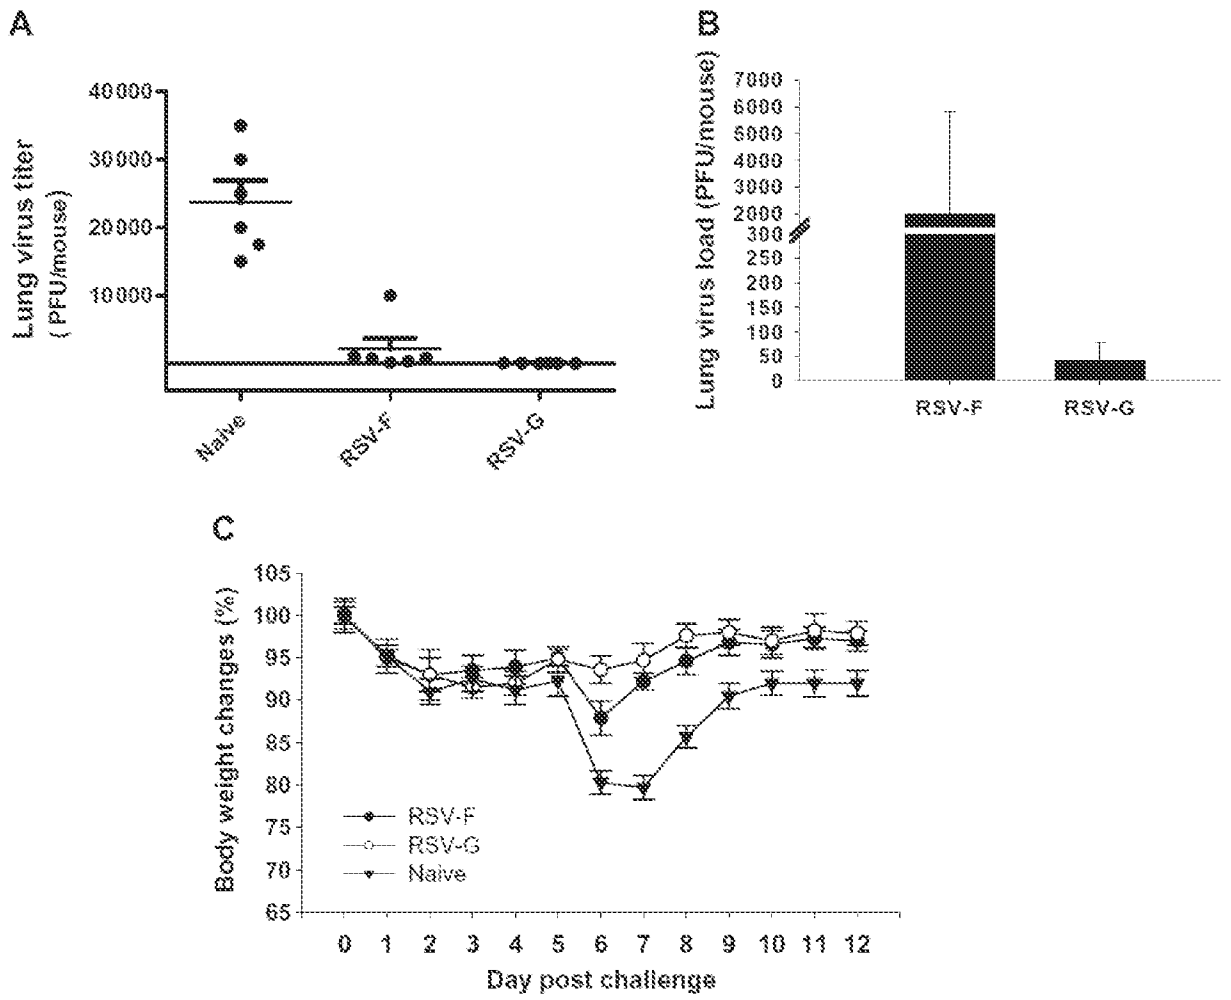 A
Lung virus titer
(PFU/mouse)
40000
30000
20000
10000
Naive
RSV-F
RSV-G
B
Lung virus load (PFU/mouse)
7000
6000
5000
4000
3000
2000
300
250
200
150
100
50
0
RSV-F
RSV-G
C
Body weight changes (%)
105
100
95
90
85
80
75
70
65
RSV-F
RSV-G
Naive
0 1 2 3 4 5 6 7 8 9 10 11 12
Day post challenge